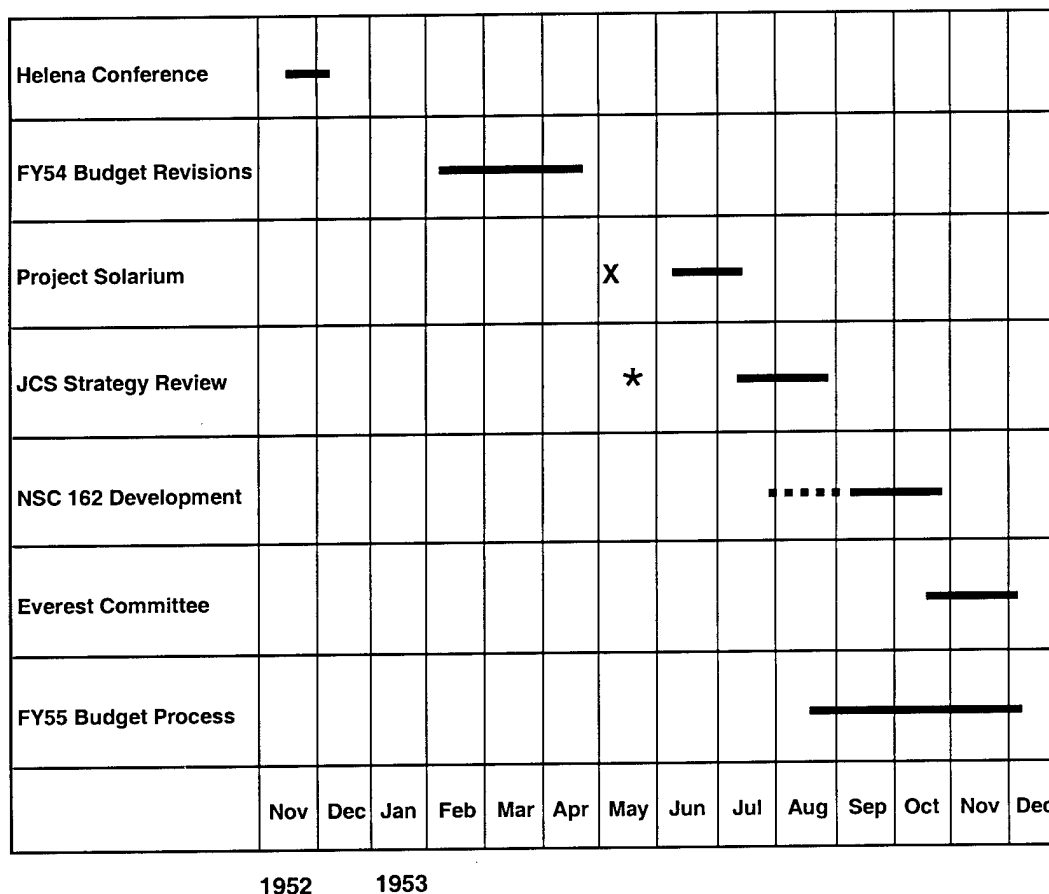 Helena Conference
FY54 Budget Revisions
Project Solarium X
JCS Strategy Review *
NSC 162 Development
Everest Committee
FY55 Budget Process
Nov Dec Jan Feb Mar Apr May Jun Jul Aug Sep Oct Nov Dec
1952 1953